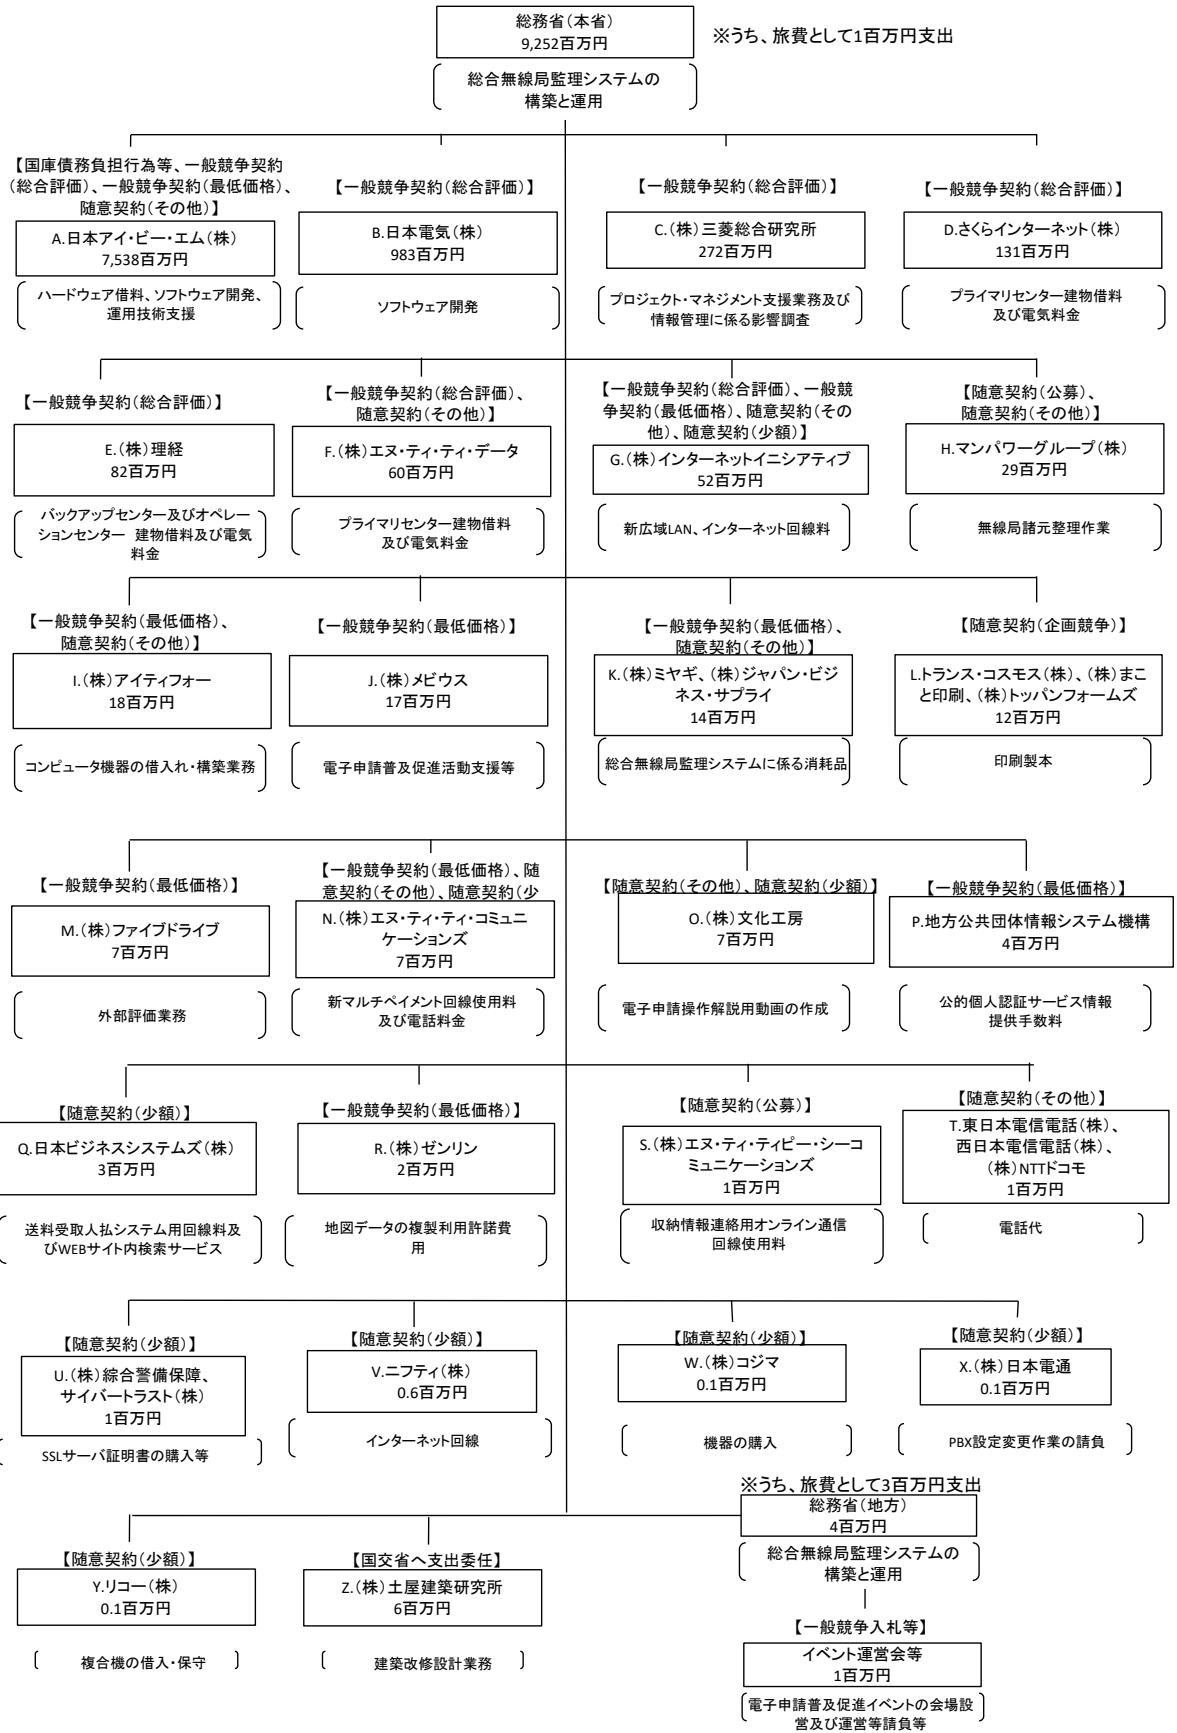 総務省(本省)
9,252百万円
※うち、旅費として1百万円支出
総合無線局監理システムの
構築と運用
【国庫債務負担行為等、一般競争契約
(総合評価)、一般競争契約(最低価格)、
随意契約(その他)】
A.日本アイ・ビー・エム(株)
7,538百万円
ハードウェア借料、ソフトウェア開発、
運用技術支援
【一般競争契約(総合評価)】
B.日本電気(株)
983百万円
ソフトウェア開発
【一般競争契約(総合評価)】
C.(株)三菱総合研究所
272百万円
プロジェクト・マネジメント支援業務及び
情報管理に係る影響調査
【一般競争契約(総合評価)】
D.さくらインターネット(株)
131百万円
プライマリセンター建物借料
及び電気料金
【一般競争契約(総合評価)】
E.(株)理経
82百万円
バックアップセンター及びオペレー
ションセンター 建物借料及び電気
料金
【一般競争契約(総合評価)、
随意契約(その他)】
F.(株)エヌ・ティ・ティ・データ
60百万円
プライマリセンター建物借料
及び電気料金
【一般競争契約(総合評価)、一般競
争契約(最低価格)、随意契約(その
他)、随意契約(少額)】
G.(株)インターネットイニシアティブ
52百万円
新広域LAN、インターネット回線料
【随意契約(公募)、
随意契約(その他)】
H.マンパワーグループ(株)
29百万円
無線局諸元整理作業
【一般競争契約(最低価格)、
随意契約(その他)】
I.(株)アイティフォー
18百万円
コンピュータ機器の借入れ・構築業務
【一般競争契約(最低価格)】
J.(株)メビウス
17百万円
電子申請普及促進活動支援等
【一般競争契約(最低価格)、
随意契約(その他)】
K.(株)ミヤギ、(株)ジャパン・ビジ
ネス・サプライ
14百万円
総合無線局監理システムに係る消耗品
【随意契約(企画競争)】
L.トランス・コスモス(株)、(株)まこ
と印刷、(株)トッパンフォームズ
12百万円
印刷製本
【一般競争契約(最低価格)】
M.(株)ファイブドライブ
7百万円
外部評価業務
【一般競争契約(最低価格)、随
意契約(その他)、随意契約(少
N.(株)エヌ・ティ・ティ・コミュニ
ケーションズ
7百万円
新マルチペイメント回線使用料
及び電話料金
【随意契約(その他)、随意契約(少額)】
O.(株)文化工房
7百万円
電子申請操作解説用動画の作成
【一般競争契約(最低価格)】
P.地方公共団体情報システム機構
4百万円
公的個人認証サービス情報
提供手数料
【随意契約(少額)】
Q.日本ビジネスシステムズ(株)
3百万円
送料受取人払システム用回線料及
びWEBサイト内検索サービス
【一般競争契約(最低価格)】
R.(株)ゼンリン
2百万円
地図データの複製利用許諾費
用
【随意契約(公募)】
S.(株)エヌ・ティ・ティピー・シーコ
ミュニケーションズ
1百万円
収納情報連絡用オンライン通信
回線使用料
【随意契約(その他)】
T.東日本電信電話(株)、
西日本電信電話(株)、
(株)NTTドコモ
1百万円
電話代
【随意契約(少額)】
U.(株)綜合警備保障、
サイバートラスト(株)
1百万円
SSLサーバ証明書の購入等
【随意契約(少額)】
V.ニフティ(株)
0.6百万円
インターネット回線
【随意契約(少額)】
W.(株)コジマ
0.1百万円
機器の購入
【随意契約(少額)】
X.(株)日本電通
0.1百万円
PBX設定変更作業の請負
※うち、旅費として3百万円支出
総務省(地方)
4百万円
総合無線局監理システムの
構築と運用
【随意契約(少額)】
Y.リコー(株)
0.1百万円
複合機の借入・保守
【国交省へ支出委任】
Z.(株)土屋建築研究所
6百万円
建築改修設計業務
【一般競争入札等】
イベント運営会等
1百万円
電子申請普及促進イベントの会場設
営及び運営等請負等